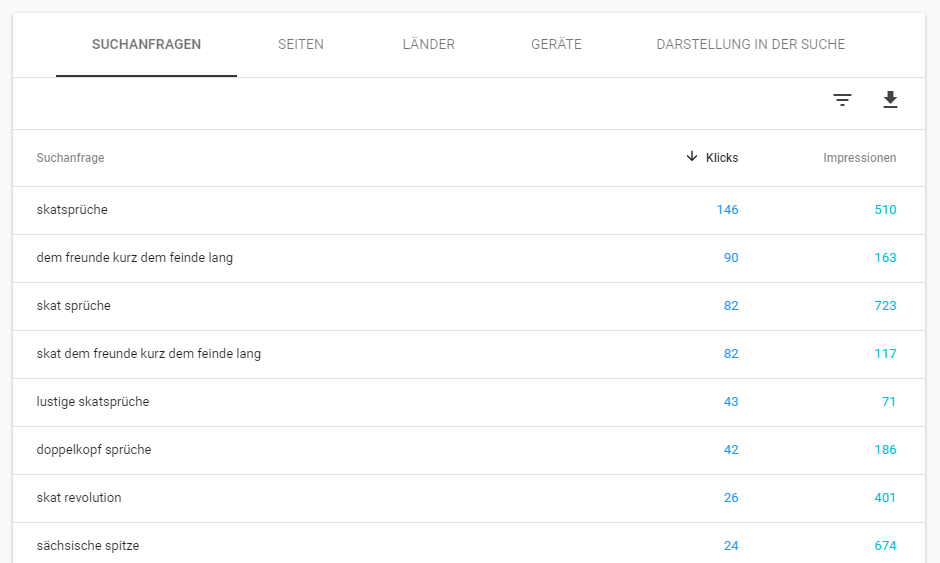 SUCHANFRAGEN SEITEN LÄNDER GERÄTE DARSTELLUNG IN DER SUCHE
Suchanfrage Klicks Impressionen
skatsprüche 146 510
dem freunde kurz dem feinde lang 90 163
skat sprüche 82 723
skat dem freunde kurz dem feinde lang 82 117
lustige skatsprüche 43 71
doppelkopf sprüche 42 186
skat revolution 26 401
sächsische spitze 24 674